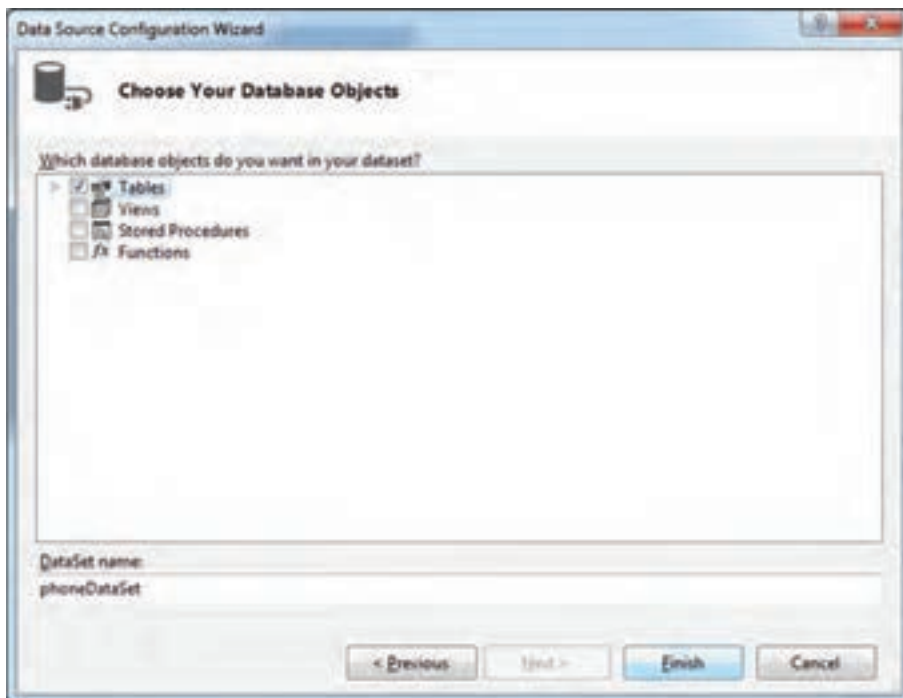 Data Source Configuration Wizard
Choose Your Database Objects
Which database objects do you want in your dataset?
Tables
Views
Stored Procedures
fx Functions
DataSet name:
phoneDataSet
< Previous
Next >
Finish
Cancel